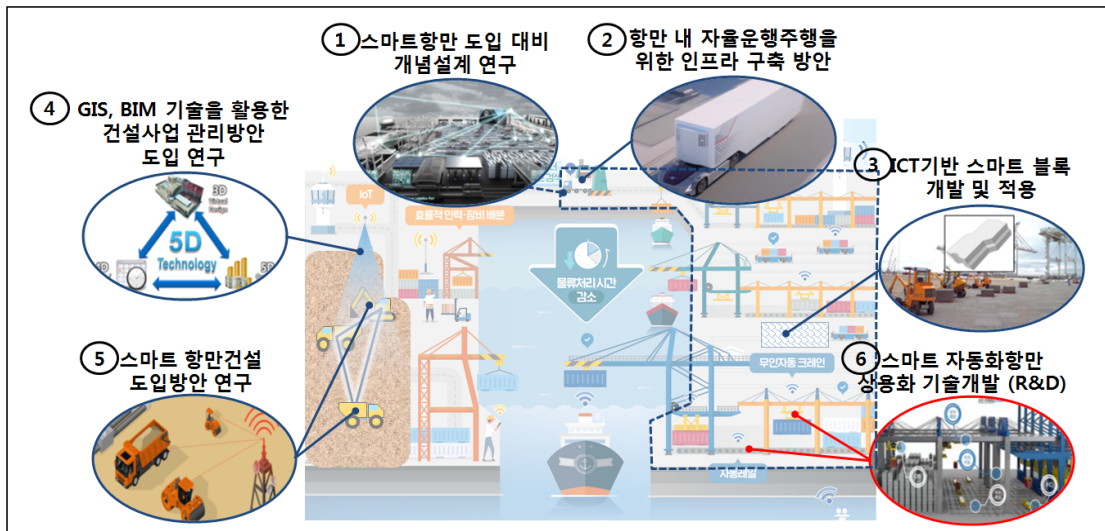 ① 스마트항만 도입 대비
개념설계 연구
② 항만 내 자율운행주행을
위한 인프라 구축 방안
④ GIS, BIM 기술을 활용한
건설사업 관리방안
도입 연구
③ ICT기반 스마트 블록
개발 및 적용
3D
Virtual
Design
5D
Technology
IoT
효율적 인력·장비 배분
물류처리 시간
감소
무인자동 크레인
⑤ 스마트 항만건설
도입방안 연구
⑥ 스마트 자동화항만
상용화 기술개발 (R&D)
자동레일